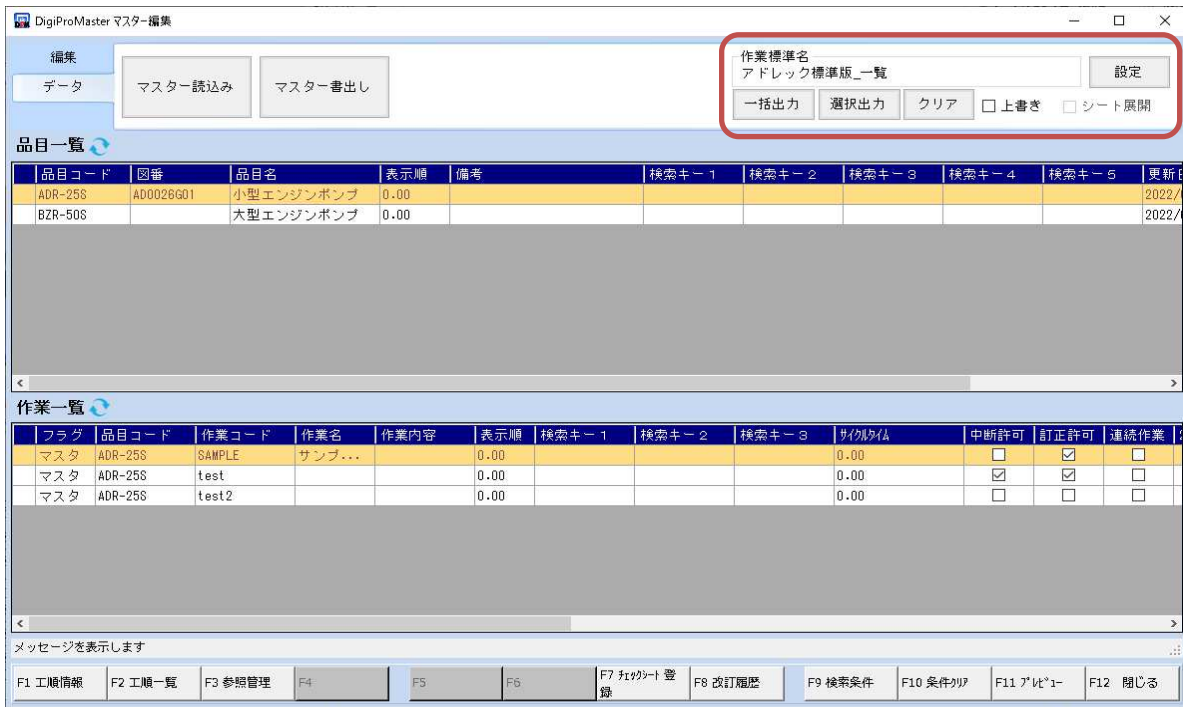 DigiProMaster マスター編集
編集
データ
マスター読込み
マスター書出し
作業標準名
アドレック標準版_一覧
設定
一括出力
選択出力
クリア
上書き
シート展開
品目一覧
品目コード 図番 品目名 表示順 備考 検索キー1 検索キー2 検索キー3 検索キー4 検索キー5 更新日
ADR-25S AD0026G01 小型エンジンポンプ 0.00 2022/
BZR-50S 大型エンジンポンプ 0.00 2022/
作業一覧
フラグ 品目コード 作業コード 作業名 作業内容 表示順 検索キー1 検索キー2 検索キー3 サイクルタイム 中断許可 訂正許可 連続作業
マスタ ADR-25S SAMPLE サンプ... 0.00 0.00
マスタ ADR-25S test 0.00 0.00
マスタ ADR-25S test2 0.00 0.00
メッセージを表示します
F1 工順情報 F2 工順一覧 F3 参照管理 F4 F5 F6 F7 チェックシート 登録 F8 改訂履歴 F9 検索条件 F10 条件クリア F11 プレビュー F12 閉じる